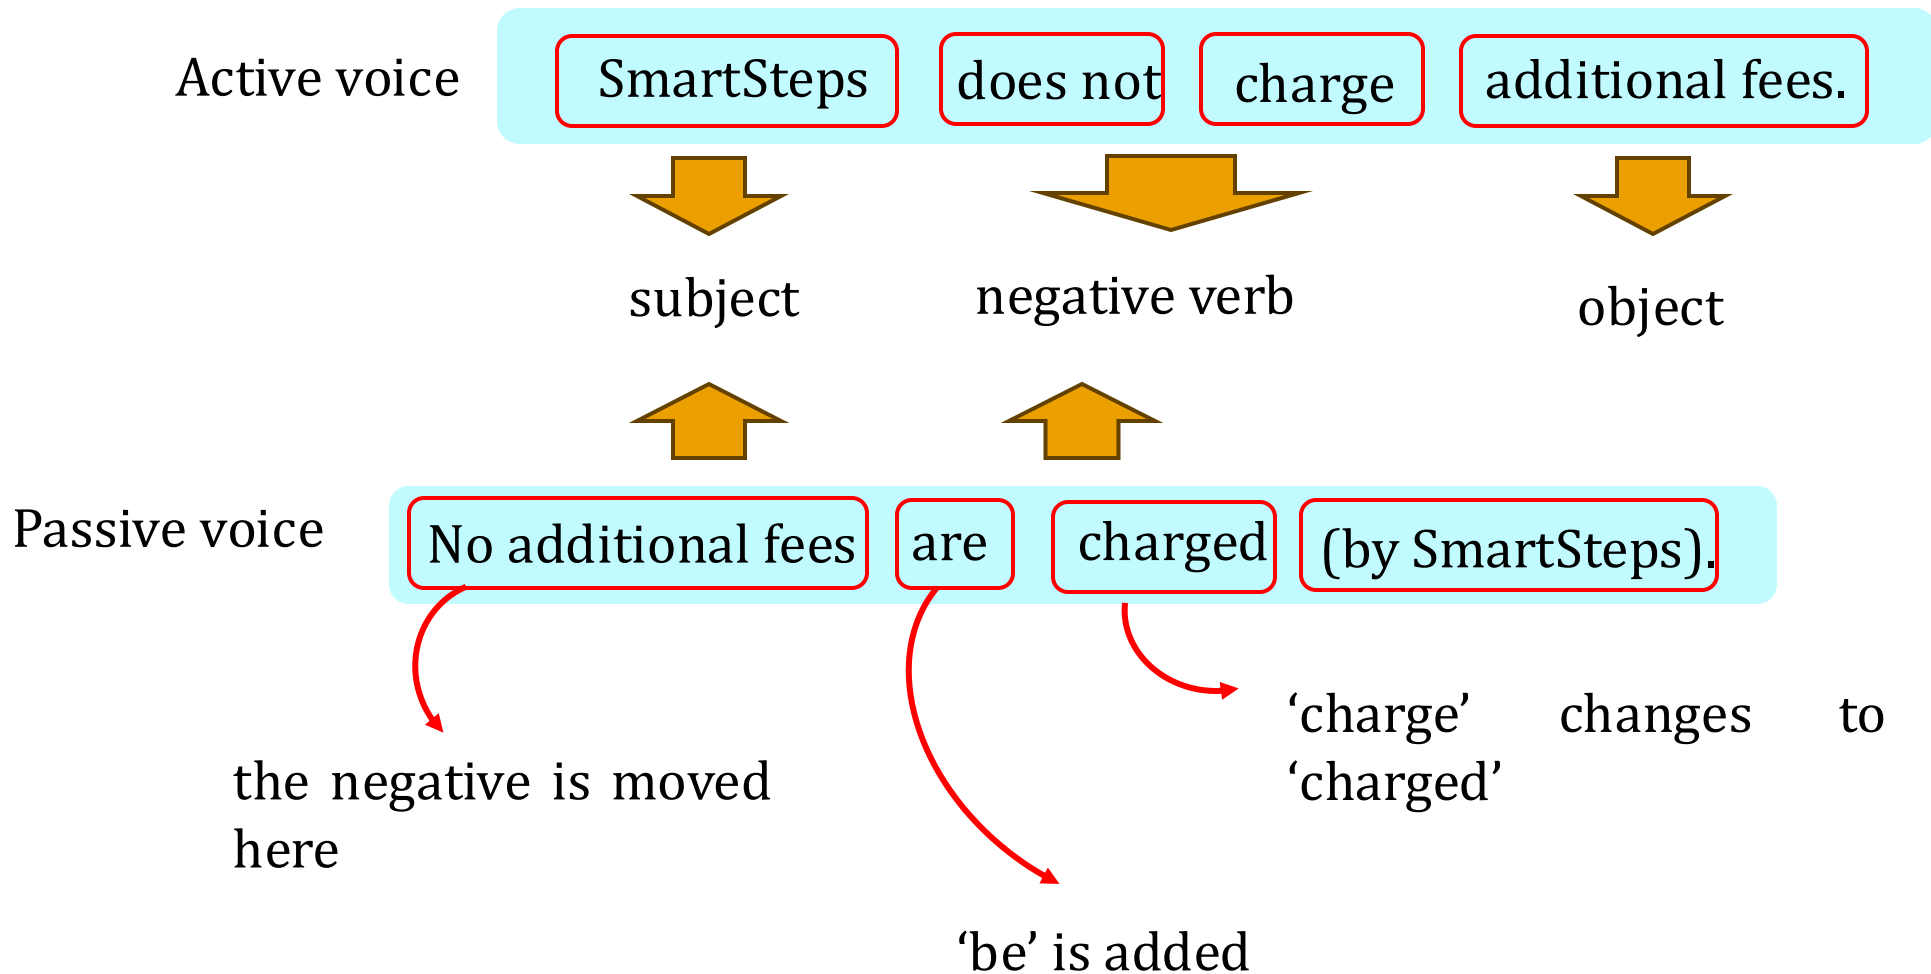 Active voice SmartSteps does not charge additional fees.
subject negative verb object
Passive voice No additional fees are charged (by SmartSteps).
‘charge’ changes to
‘charged’
the negative is moved
here
‘be’ is added